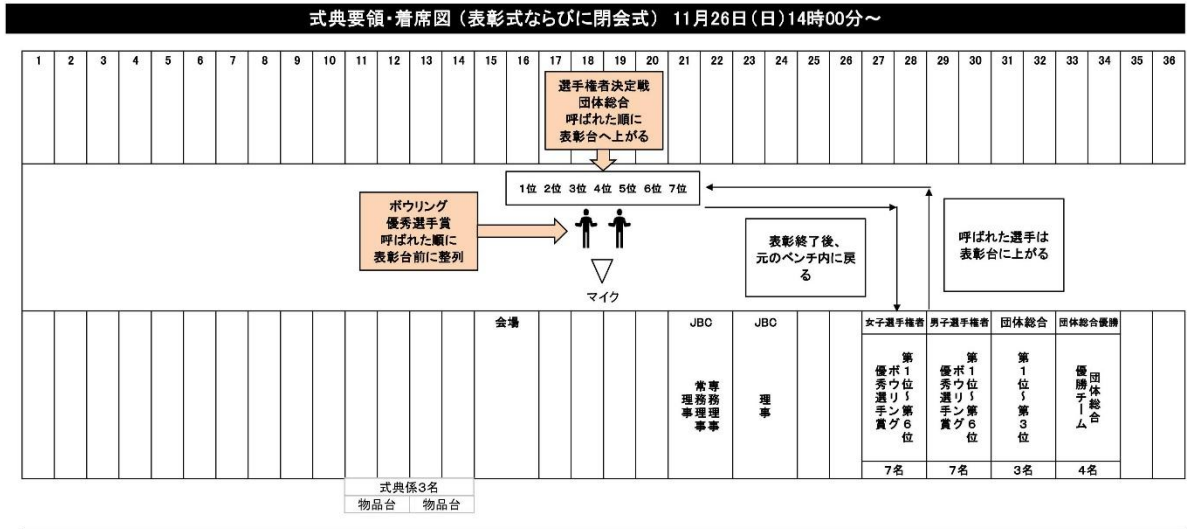 式典要領・着席図（表彰式ならびに閉会式） 11月26日（日）14時00分～
1 2 3 4 5 6 7 8 9 10 11 12 13 14 15 16 17 18 19 20 21 22 23 24 25 26 27 28 29 30 31 32 33 34 35 36
選手権者決定戦
団体総合
呼ばれた順に
表彰台へ上がる
1位 2位 3位 4位 5位 6位 7位
ボウリング
優秀選手賞
呼ばれた順に
表彰台前に整列
マイク
表彰終了後、
元のベンチ内に戻
る
呼ばれた選手は
表彰台に上がる
会場
JBC
専務理事
常務理事
理事
JBC
理事
女子選手権者
第1位～第6位
ボウリング
優秀選手賞
7名
男子選手権者
第1位～第6位
ボウリング
優秀選手賞
7名
団体総合
第1位～第3位
3名
団体総合優勝
団体総合
優勝チーム
4名
式典係3名
物品台 物品台